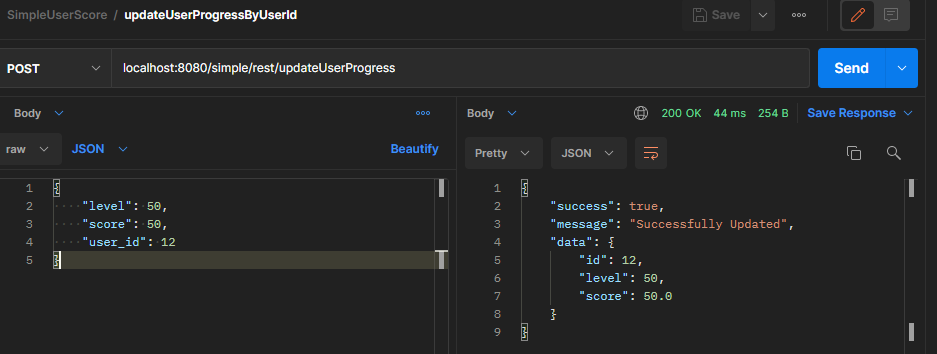 SimpleUserScore / updateUserProgressByUserId
Save
POST
localhost:8080/simple/rest/updateUserProgress
Send
Body
raw
JSON
Beautify
1 {
2 "level": 50,
3 "score": 50,
4 "user_id": 12
5 }
Body
200 OK 44 ms 254 B Save Response
Pretty
JSON
1 {
2 "success": true,
3 "message": "Successfully Updated",
4 "data": {
5 "id": 12,
6 "level": 50,
7 "score": 50.0
8 }
9 }